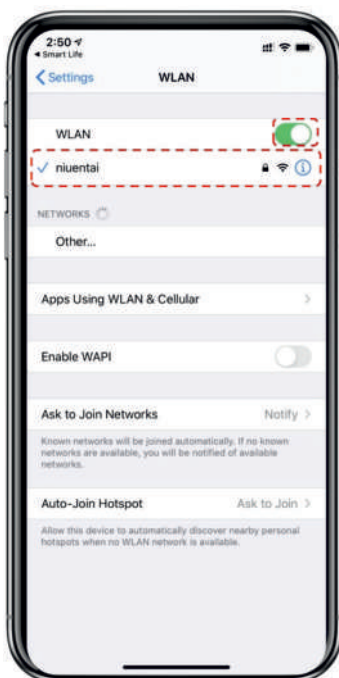 2:50
Smart Life
Settings
WLAN
WLAN
niuentai
NETWORKS
Other...
Apps Using WLAN & Cellular
Enable WAPI
Ask to Join Networks
Notify
Known networks will be joined automatically. If no known
networks are available, you will be notified of available
networks.
Auto-Join Hotspot
Ask to Join
Allow this device to automatically discover nearby personal
hotspots when no WLAN network is available.